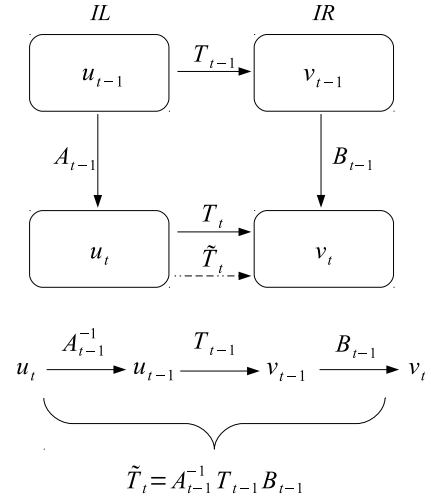 IL IR
u_{t−1} T_{t−1} v_{t−1}
A_{t−1} B_{t−1}
T_t
u_t T̃_t v_t
u_t A_{t−1}^{−1} u_{t−1} T_{t−1} v_{t−1} B_{t−1} v_t
T̃_t = A_{t−1}^{−1} T_{t−1} B_{t−1}